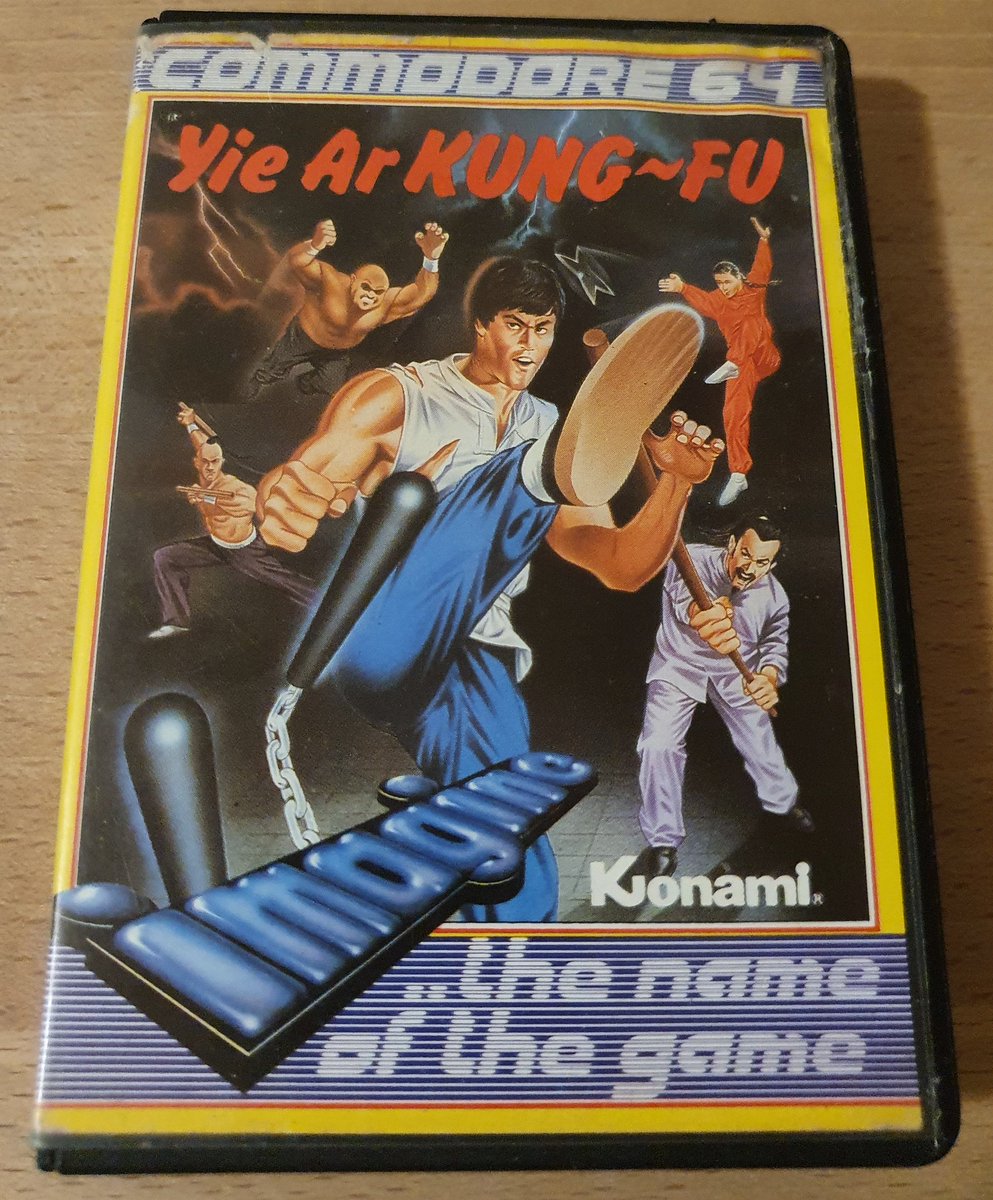 COMMODORE 64
Yie Ar KUNG~FU
Imagine
Konami®
...the name
of the game